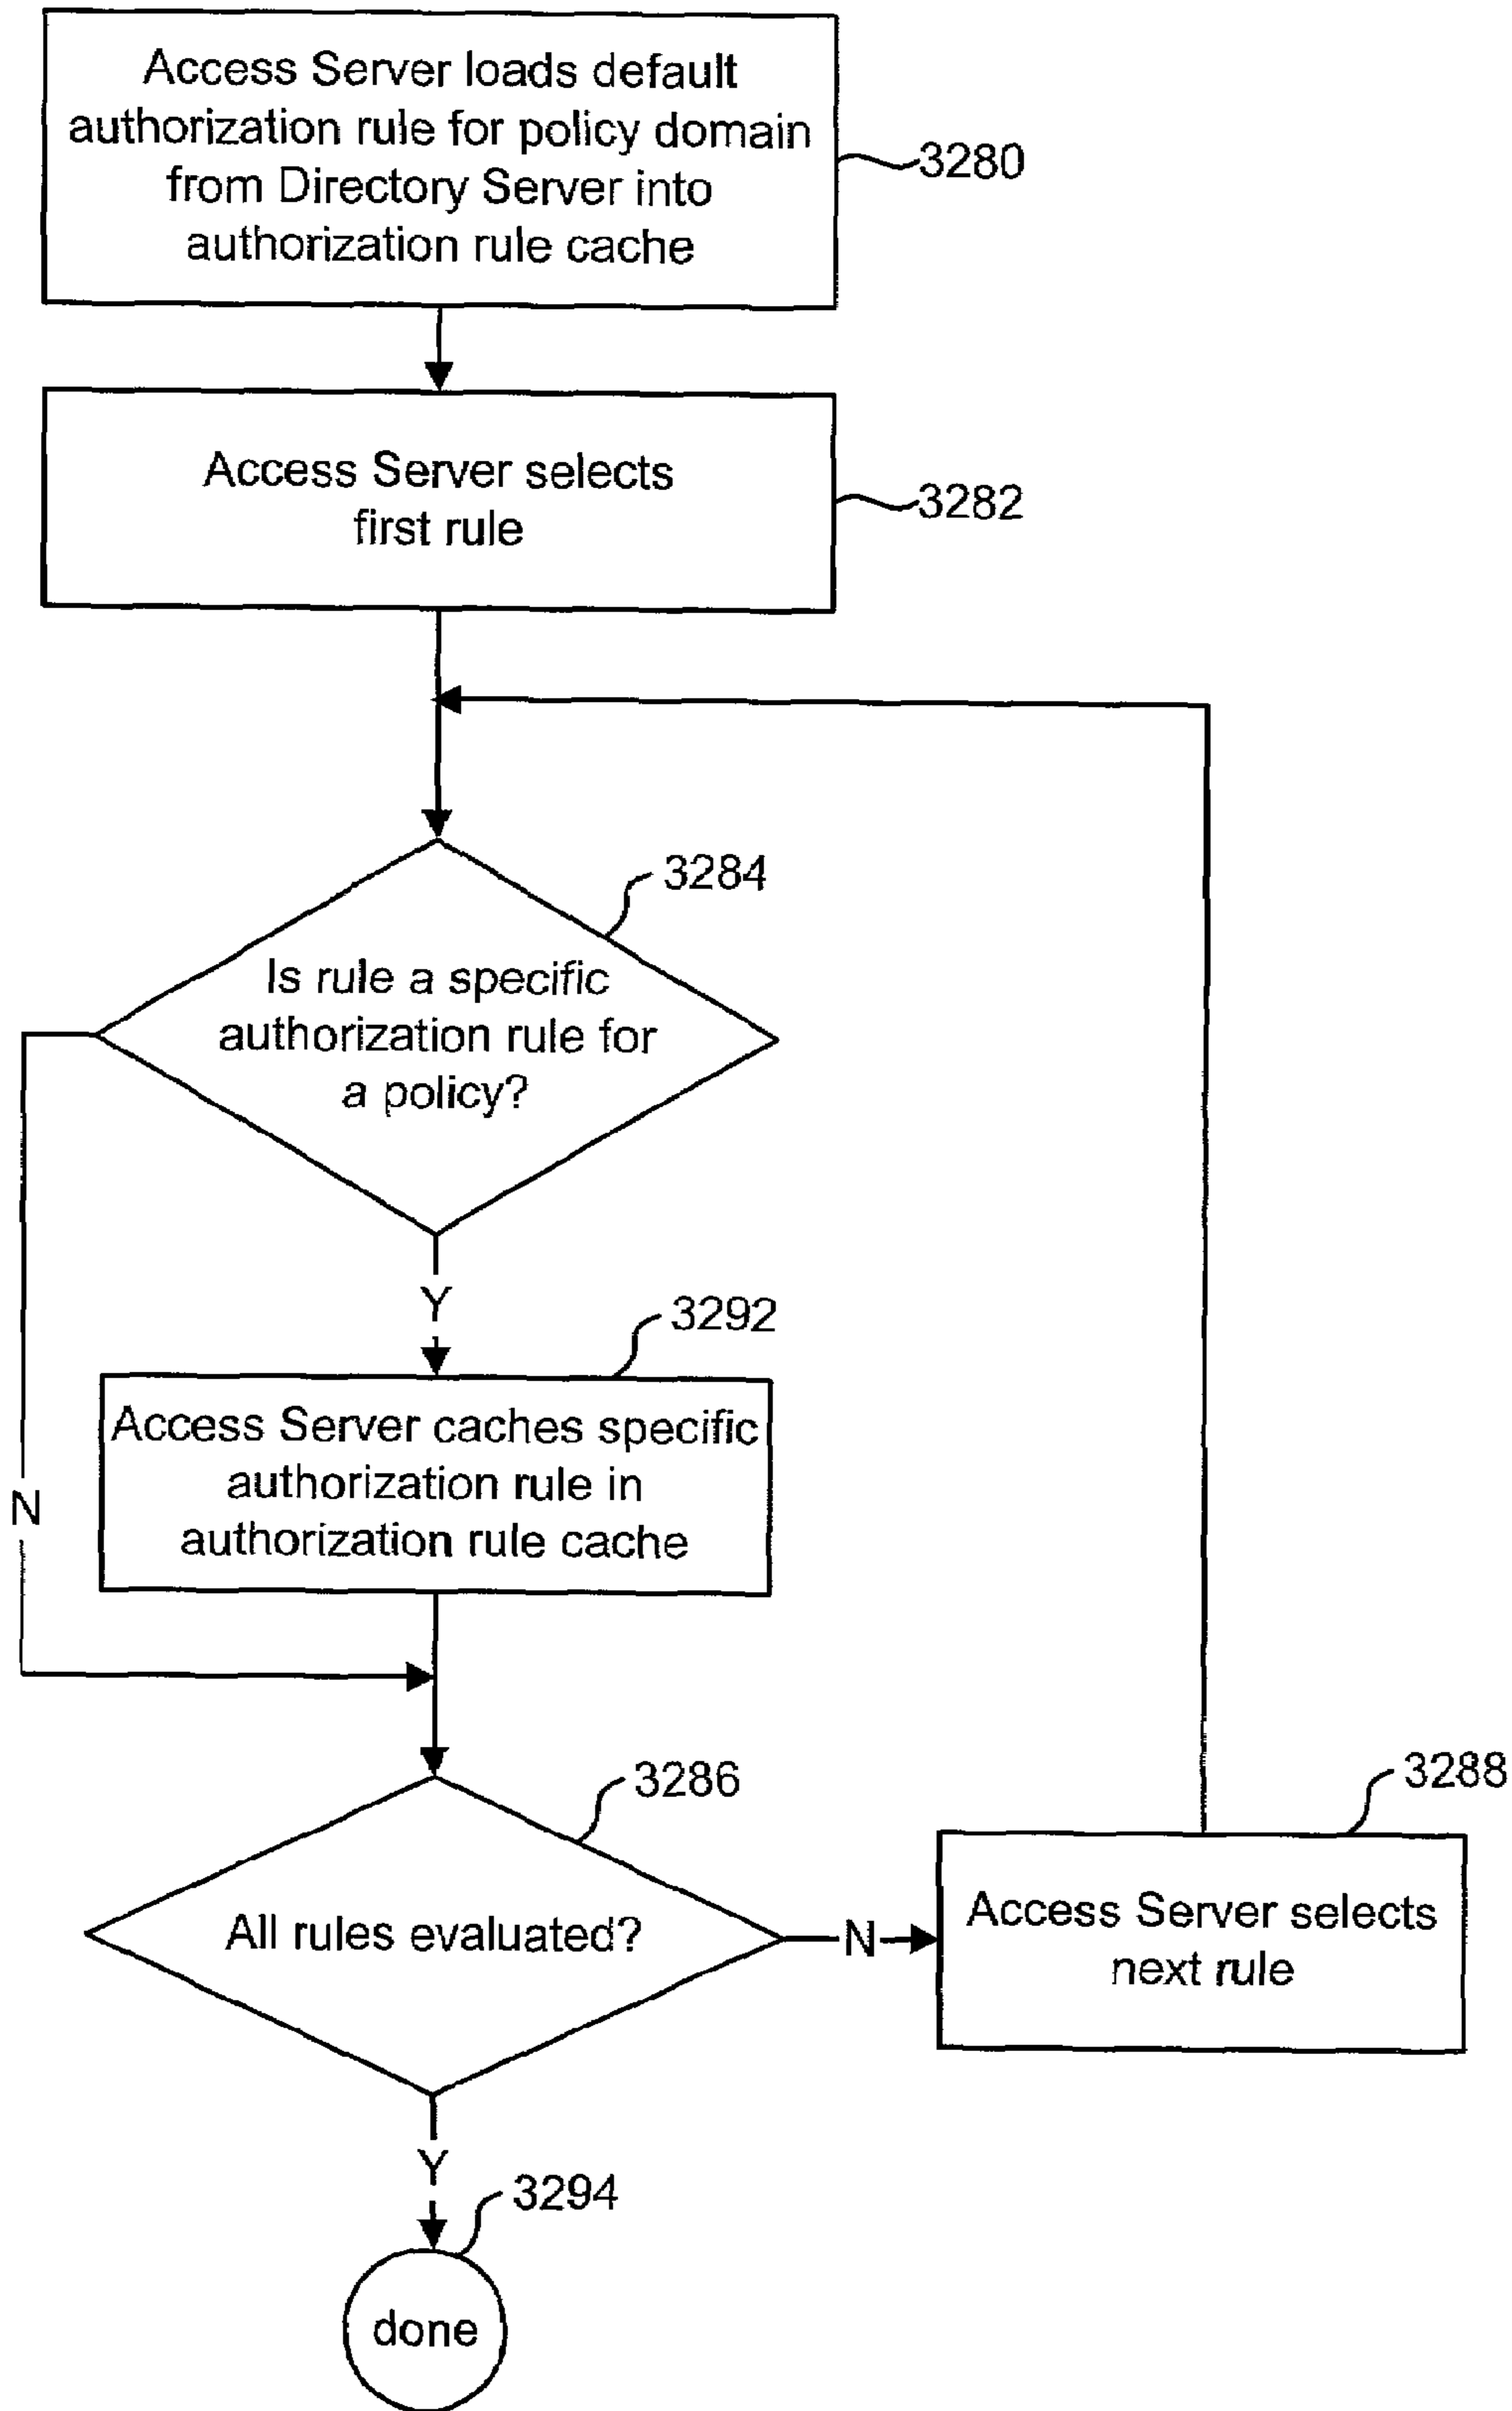 Access Server loads default
authorization rule for policy domain
from Directory Server into
authorization rule cache
3280
Access Server selects
first rule
3282
3284
Is rule a specific
authorization rule for
a policy?
Y
3292
Access Server caches specific
authorization rule in
authorization rule cache
N
3286
All rules evaluated?
N
3288
Access Server selects
next rule
Y
3294
done